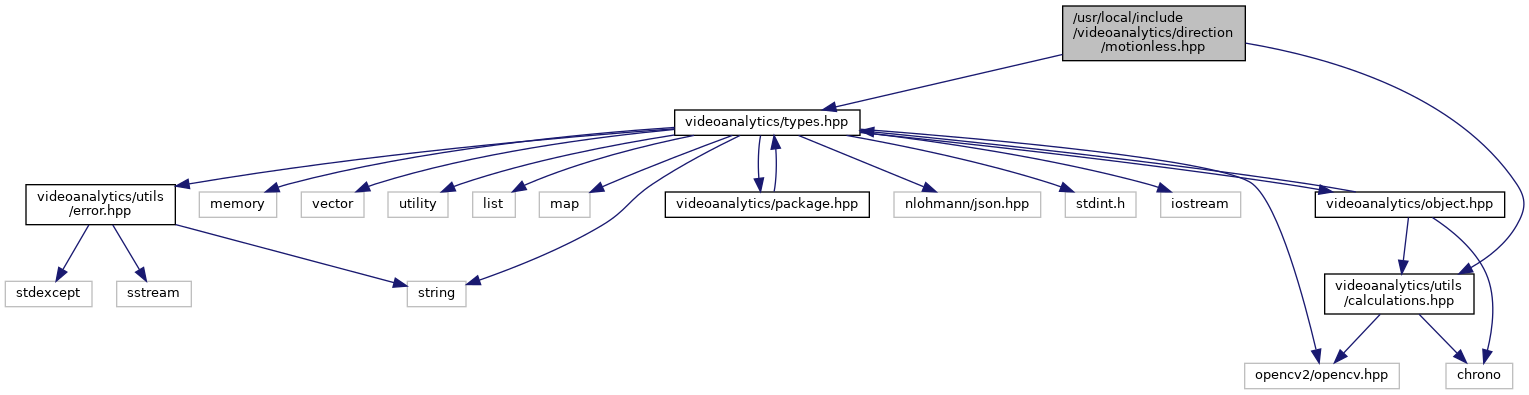 /usr/local/include
/videoanalytics/direction
/motionless.hpp
videoanalytics/types.hpp
videoanalytics/utils
/error.hpp
memory
vector
utility
list
map
videoanalytics/package.hpp
nlohmann/json.hpp
stdint.h
iostream
videoanalytics/object.hpp
stdexcept
sstream
string
videoanalytics/utils
/calculations.hpp
opencv2/opencv.hpp
chrono